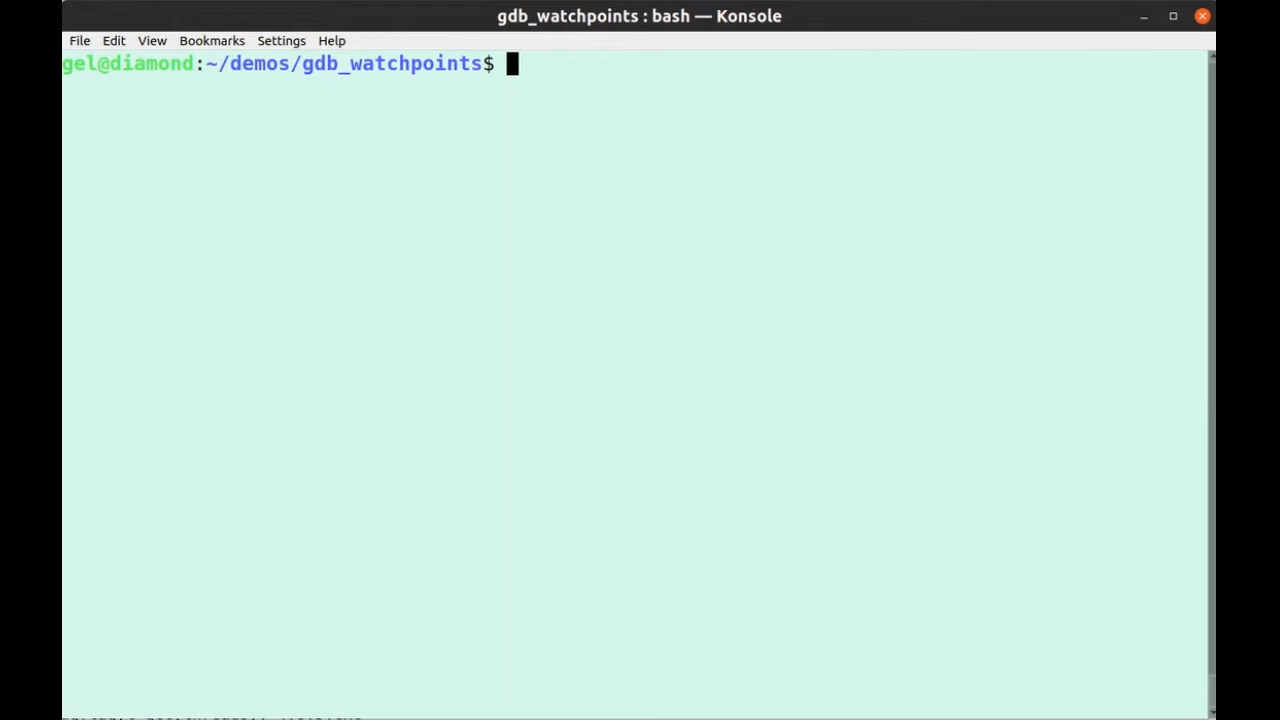 gdb_watchpoints : bash — Konsole
File Edit View Bookmarks Settings Help
gel@diamond:~/demos/gdb_watchpoints$